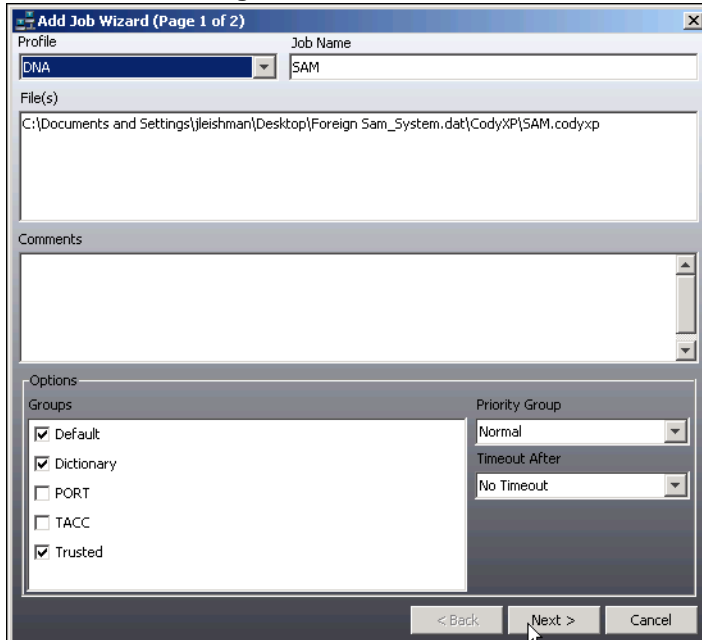 Add Job Wizard (Page 1 of 2)
Profile
Job Name
DNA
SAM
File(s)
C:\Documents and Settings\jleishman\Desktop\Foreign Sam_System.dat\CodyXP\SAM.codyxp
Comments
Options
Groups
Priority Group
Default
Normal
Dictionary
Timeout After
PORT
No Timeout
TACC
Trusted
< Back
Next >
Cancel